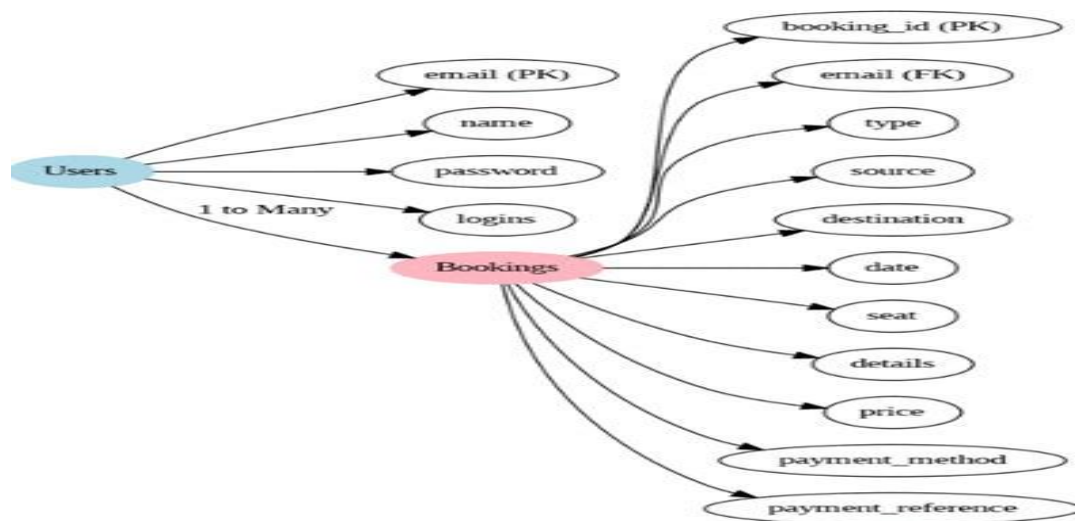 booking_id (PK)
email (PK)
email (FK)
name
type
Users
password
source
1 to Many
logins
destination
Bookings
date
seat
details
price
payment_method
payment_reference